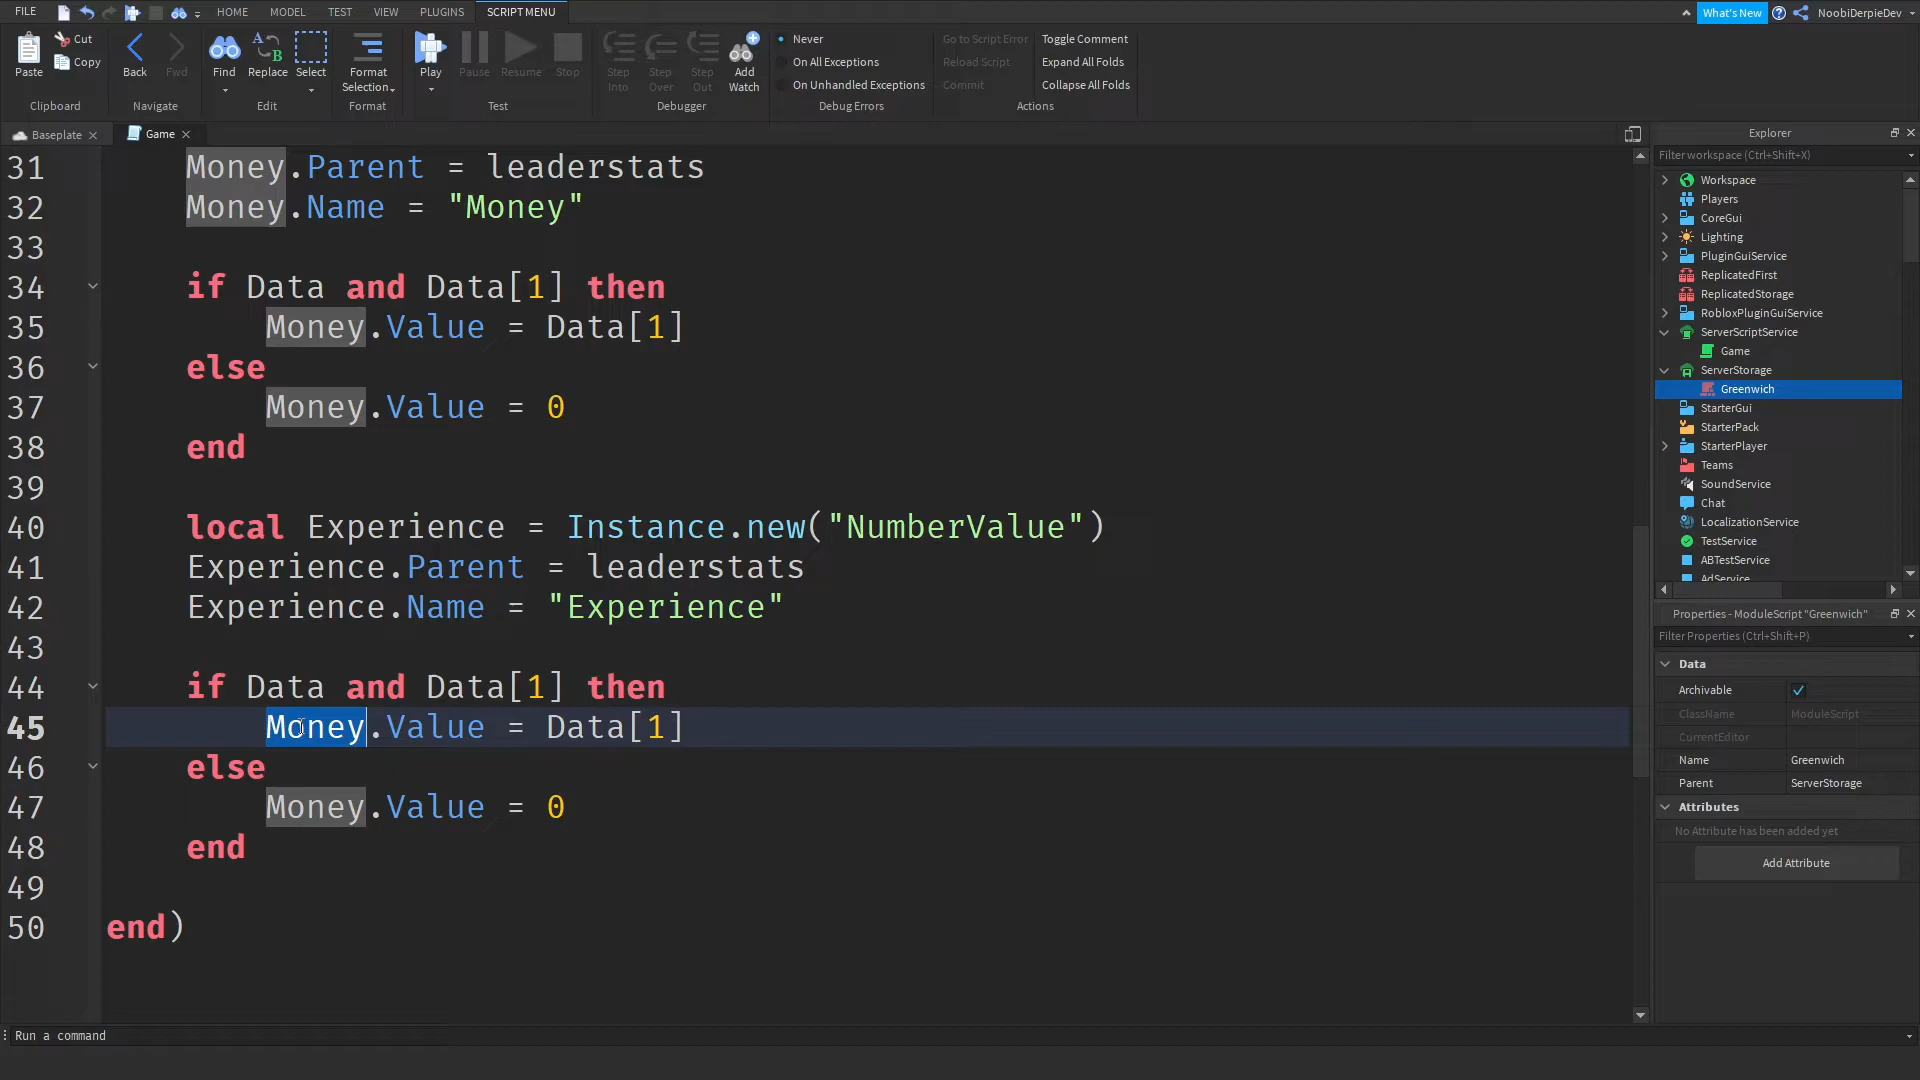 FILE HOME MODEL TEST VIEW PLUGINS SCRIPT MENU What's New NoobiDerpieDev
Paste Cut Copy Back Fwd Find Replace Select Format Selection Play Pause Resume Stop Step Into Step Over Step Out Add Watch
Never
On All Exceptions
On Unhandled Exceptions
Go to Script Error
Reload Script
Commit
Toggle Comment
Expand All Folds
Collapse All Folds
Clipboard Navigate Edit Format Test Debugger Debug Errors Actions
Baseplate Game
31 Money.Parent = leaderstats
32 Money.Name = "Money"
33
34 if Data and Data[1] then
35 Money.Value = Data[1]
36 else
37 Money.Value = 0
38 end
39
40 local Experience = Instance.new("NumberValue")
41 Experience.Parent = leaderstats
42 Experience.Name = "Experience"
43
44 if Data and Data[1] then
45 Money.Value = Data[1]
46 else
47 Money.Value = 0
48 end
49
50 end)
Run a command
Explorer
Filter workspace (Ctrl+Shift+X)
Workspace
Players
CoreGui
Lighting
PluginGuiService
ReplicatedFirst
ReplicatedStorage
RobloxPluginGuiService
ServerScriptService
Game
ServerStorage
Greenwich
StarterGui
StarterPack
StarterPlayer
Teams
SoundService
Chat
LocalizationService
TestService
ABTestService
AdService
Properties - ModuleScript "Greenwich"
Filter Properties (Ctrl+Shift+P)
Data
Archivable
ClassName ModuleScript
CurrentEditor
Name Greenwich
Parent ServerStorage
Attributes
No Attribute has been added yet
Add Attribute